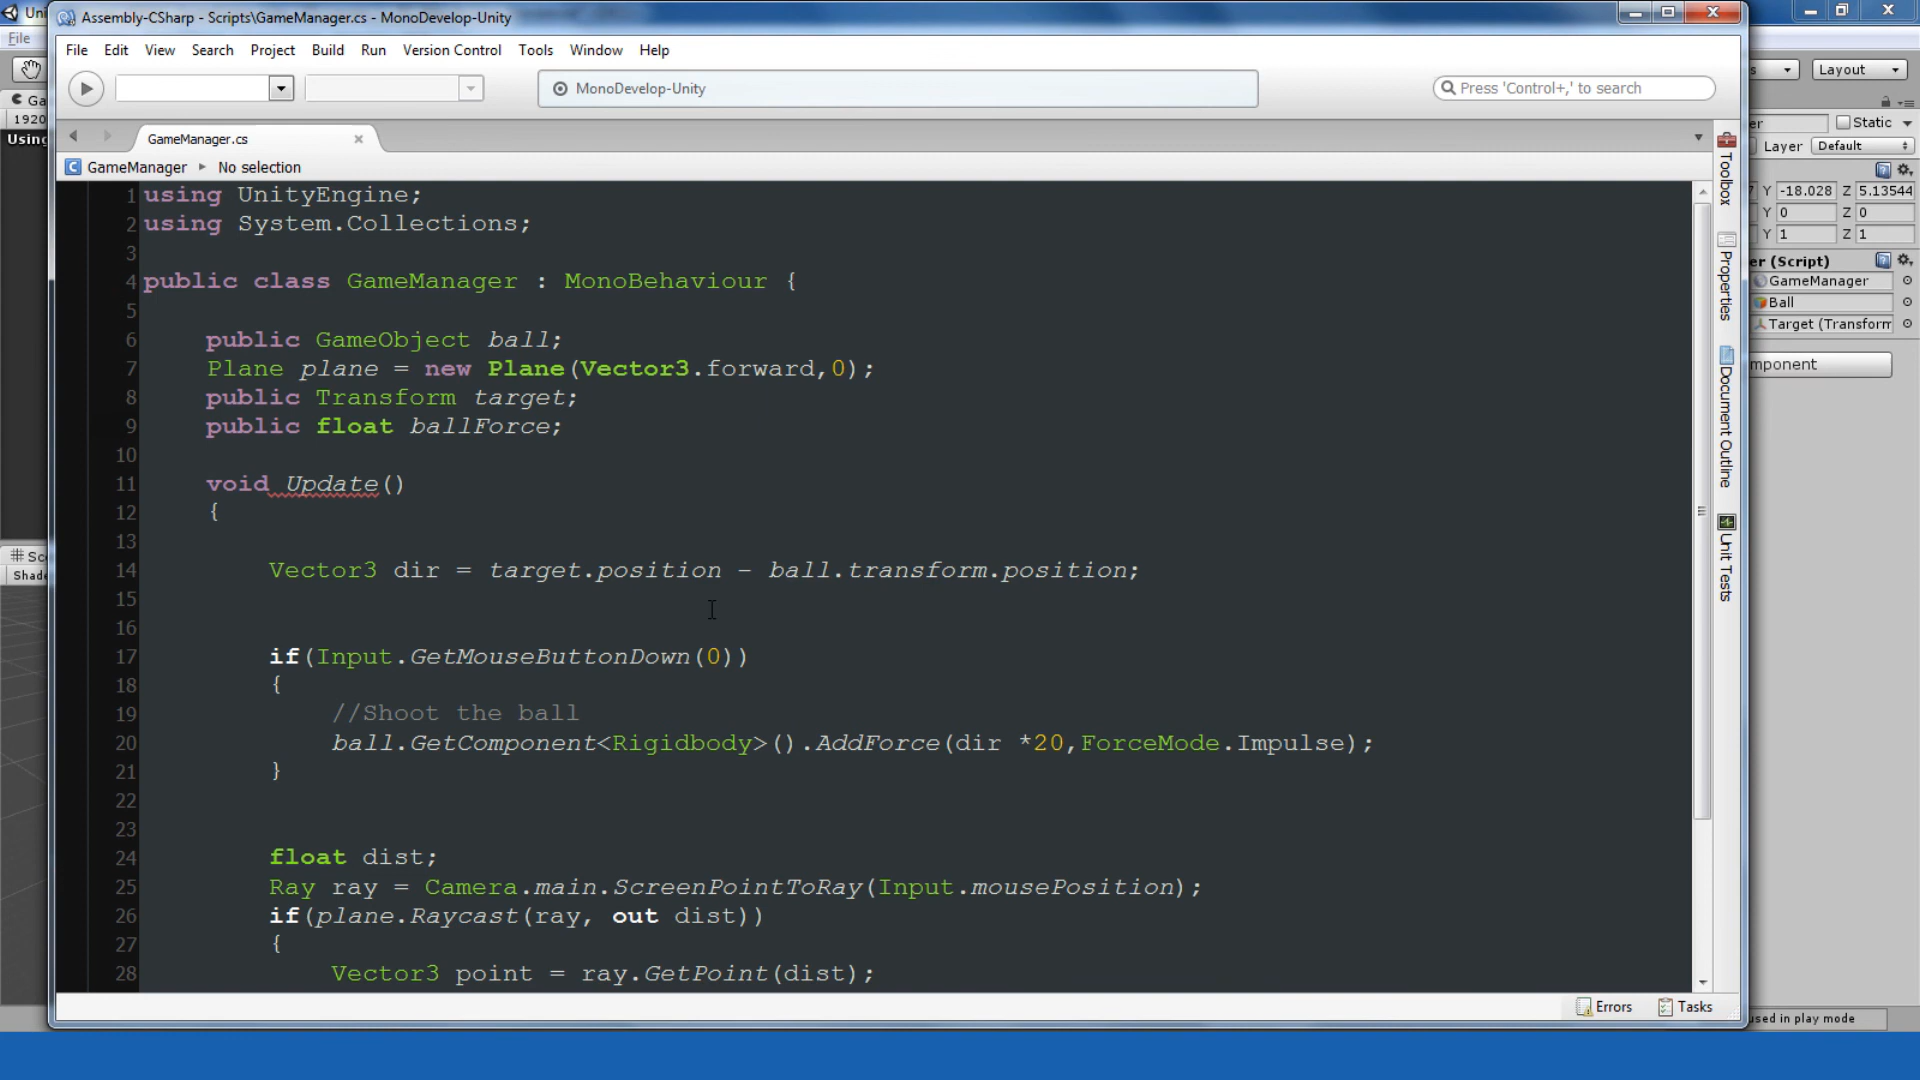 Uni
Assembly-CSharp - Scripts\GameManager.cs - MonoDevelop-Unity
File
File Edit View Search Project Build Run Version Control Tools Window Help
MonoDevelop-Unity
Press 'Control+,' to search
s Layout
Ga
1920
Using
GameManager.cs
GameManager No selection
1 using UnityEngine;
2 using System.Collections;
3
4 public class GameManager : MonoBehaviour {
5
6 public GameObject ball;
7 Plane plane = new Plane(Vector3.forward,0);
8 public Transform target;
9 public float ballForce;
10
11 void Update()
12 {
13
14 Vector3 dir = target.position - ball.transform.position;
15
16
17 if(Input.GetMouseButtonDown(0))
18 {
19 //Shoot the ball
20 ball.GetComponent<Rigidbody>().AddForce(dir *20,ForceMode.Impulse);
21 }
22
23
24 float dist;
25 Ray ray = Camera.main.ScreenPointToRay(Input.mousePosition);
26 if(plane.Raycast(ray, out dist))
27 {
28 Vector3 point = ray.GetPoint(dist);
Toolbox
Properties
Document Outline
Unit Tests
er Static
Layer Default
7 Y -18.028 Z 5.13544
Y 0 Z 0
Y 1 Z 1
er (Script)
GameManager
Ball
Target (Transform
mponent
Sce
Shade
Errors Tasks
used in play mode